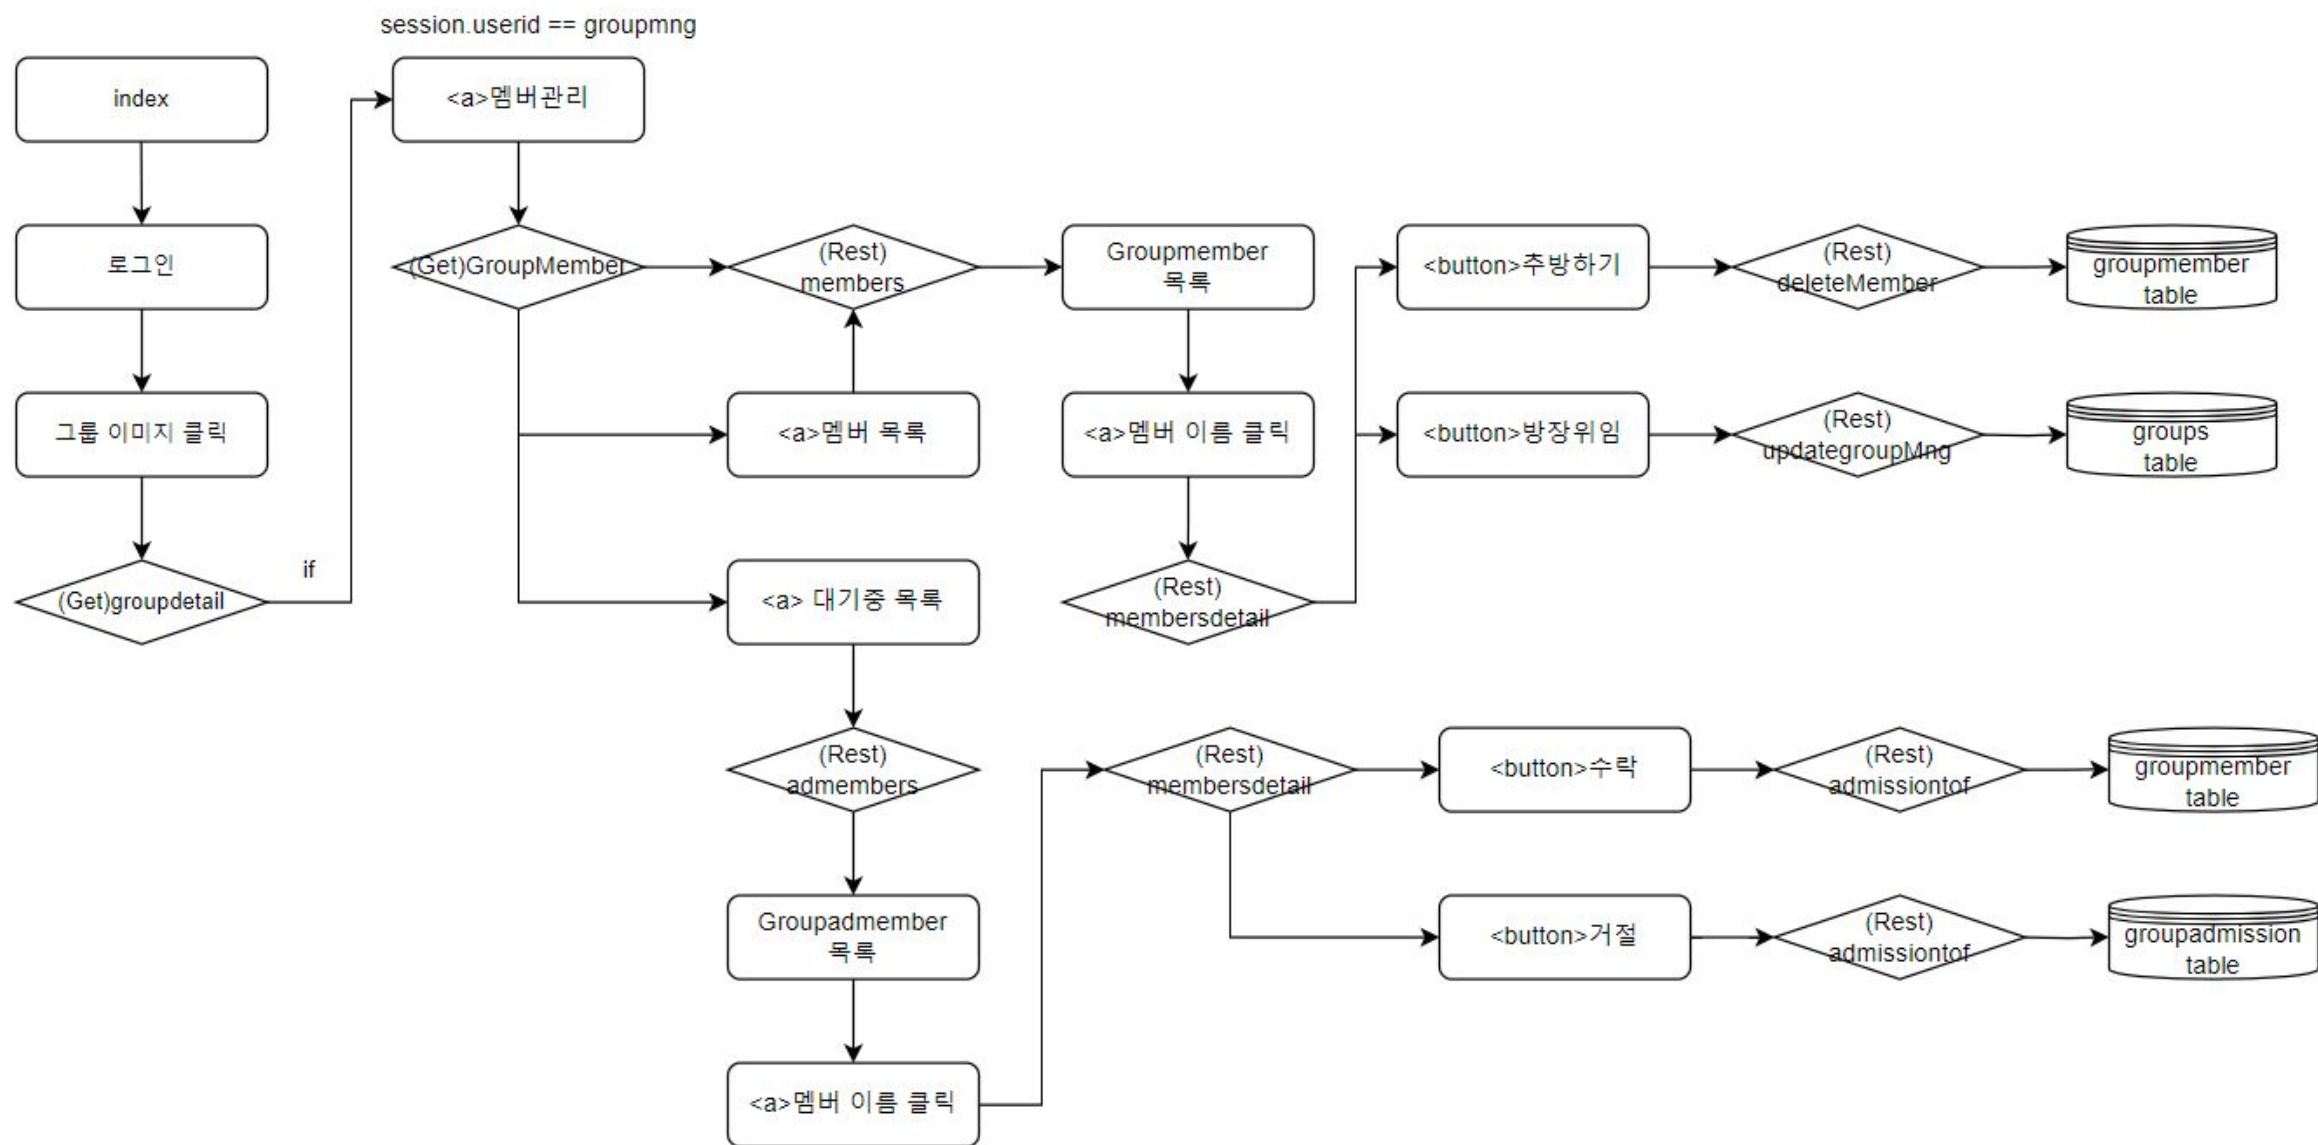 session.userid == groupmng
index
<a>멤버관리
로그인
(Get)GroupMember
(Rest)
members
Groupmember
목록
<button>추방하기
(Rest)
deleteMember
groupmember
table
그룹 이미지 클릭
<a>멤버 목록
<a>멤버 이름 클릭
<button>방장위임
(Rest)
updategroupMng
groups
table
(Get)groupdetail
if
<a> 대기중 목록
(Rest)
membersdetail
(Rest)
admembers
(Rest)
membersdetail
<button>수락
(Rest)
admissiontof
groupmember
table
Groupadmember
목록
<button>거절
(Rest)
admissiontof
groupadmission
table
<a>멤버 이름 클릭